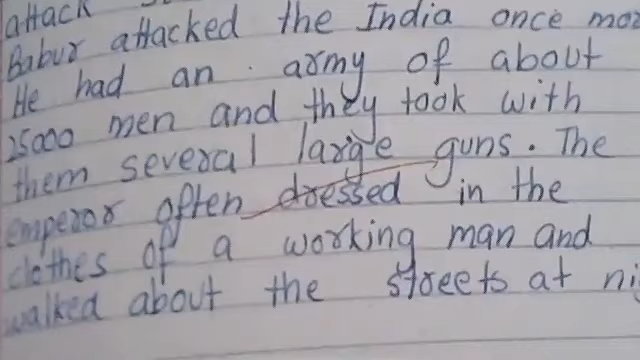 attack
Babur attacked the India once
He had an army of about
25000 men and they took with
them several large guns. The
emperor often dressed in the
clothes of a working man and
walked about the streets at